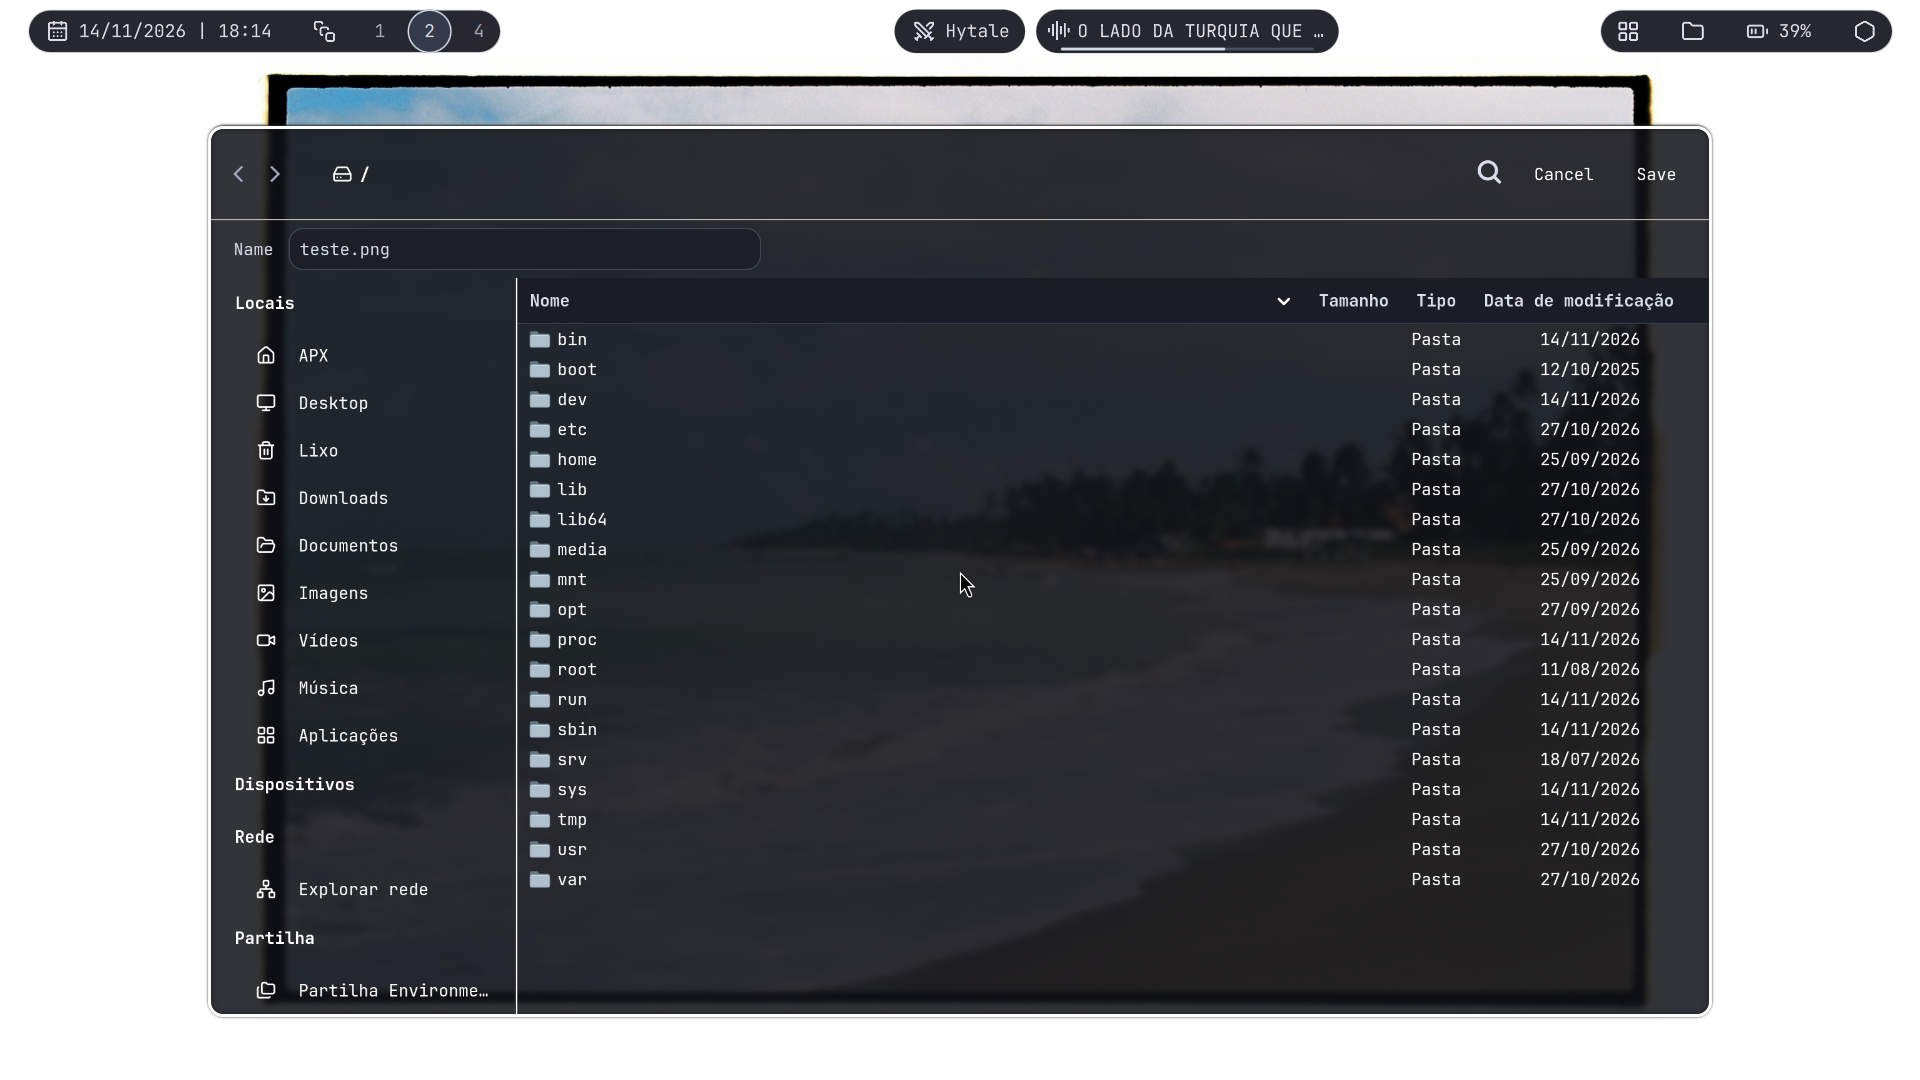 14/11/2026 | 18:14
1 2 4
Hytale
O LADO DA TURQUIA QUE …
39%
/
Cancel
Save
Name teste.png
Locais
APX
Desktop
Lixo
Downloads
Documentos
Imagens
Vídeos
Música
Aplicações
Dispositivos
Rede
Explorar rede
Partilha
Partilha Environme…
Nome Tamanho Tipo Data de modificação
bin Pasta 14/11/2026
boot Pasta 12/10/2025
dev Pasta 14/11/2026
etc Pasta 27/10/2026
home Pasta 25/09/2026
lib Pasta 27/10/2026
lib64 Pasta 27/10/2026
media Pasta 25/09/2026
mnt Pasta 25/09/2026
opt Pasta 27/09/2026
proc Pasta 14/11/2026
root Pasta 11/08/2026
run Pasta 14/11/2026
sbin Pasta 14/11/2026
srv Pasta 18/07/2026
sys Pasta 14/11/2026
tmp Pasta 14/11/2026
usr Pasta 27/10/2026
var Pasta 27/10/2026